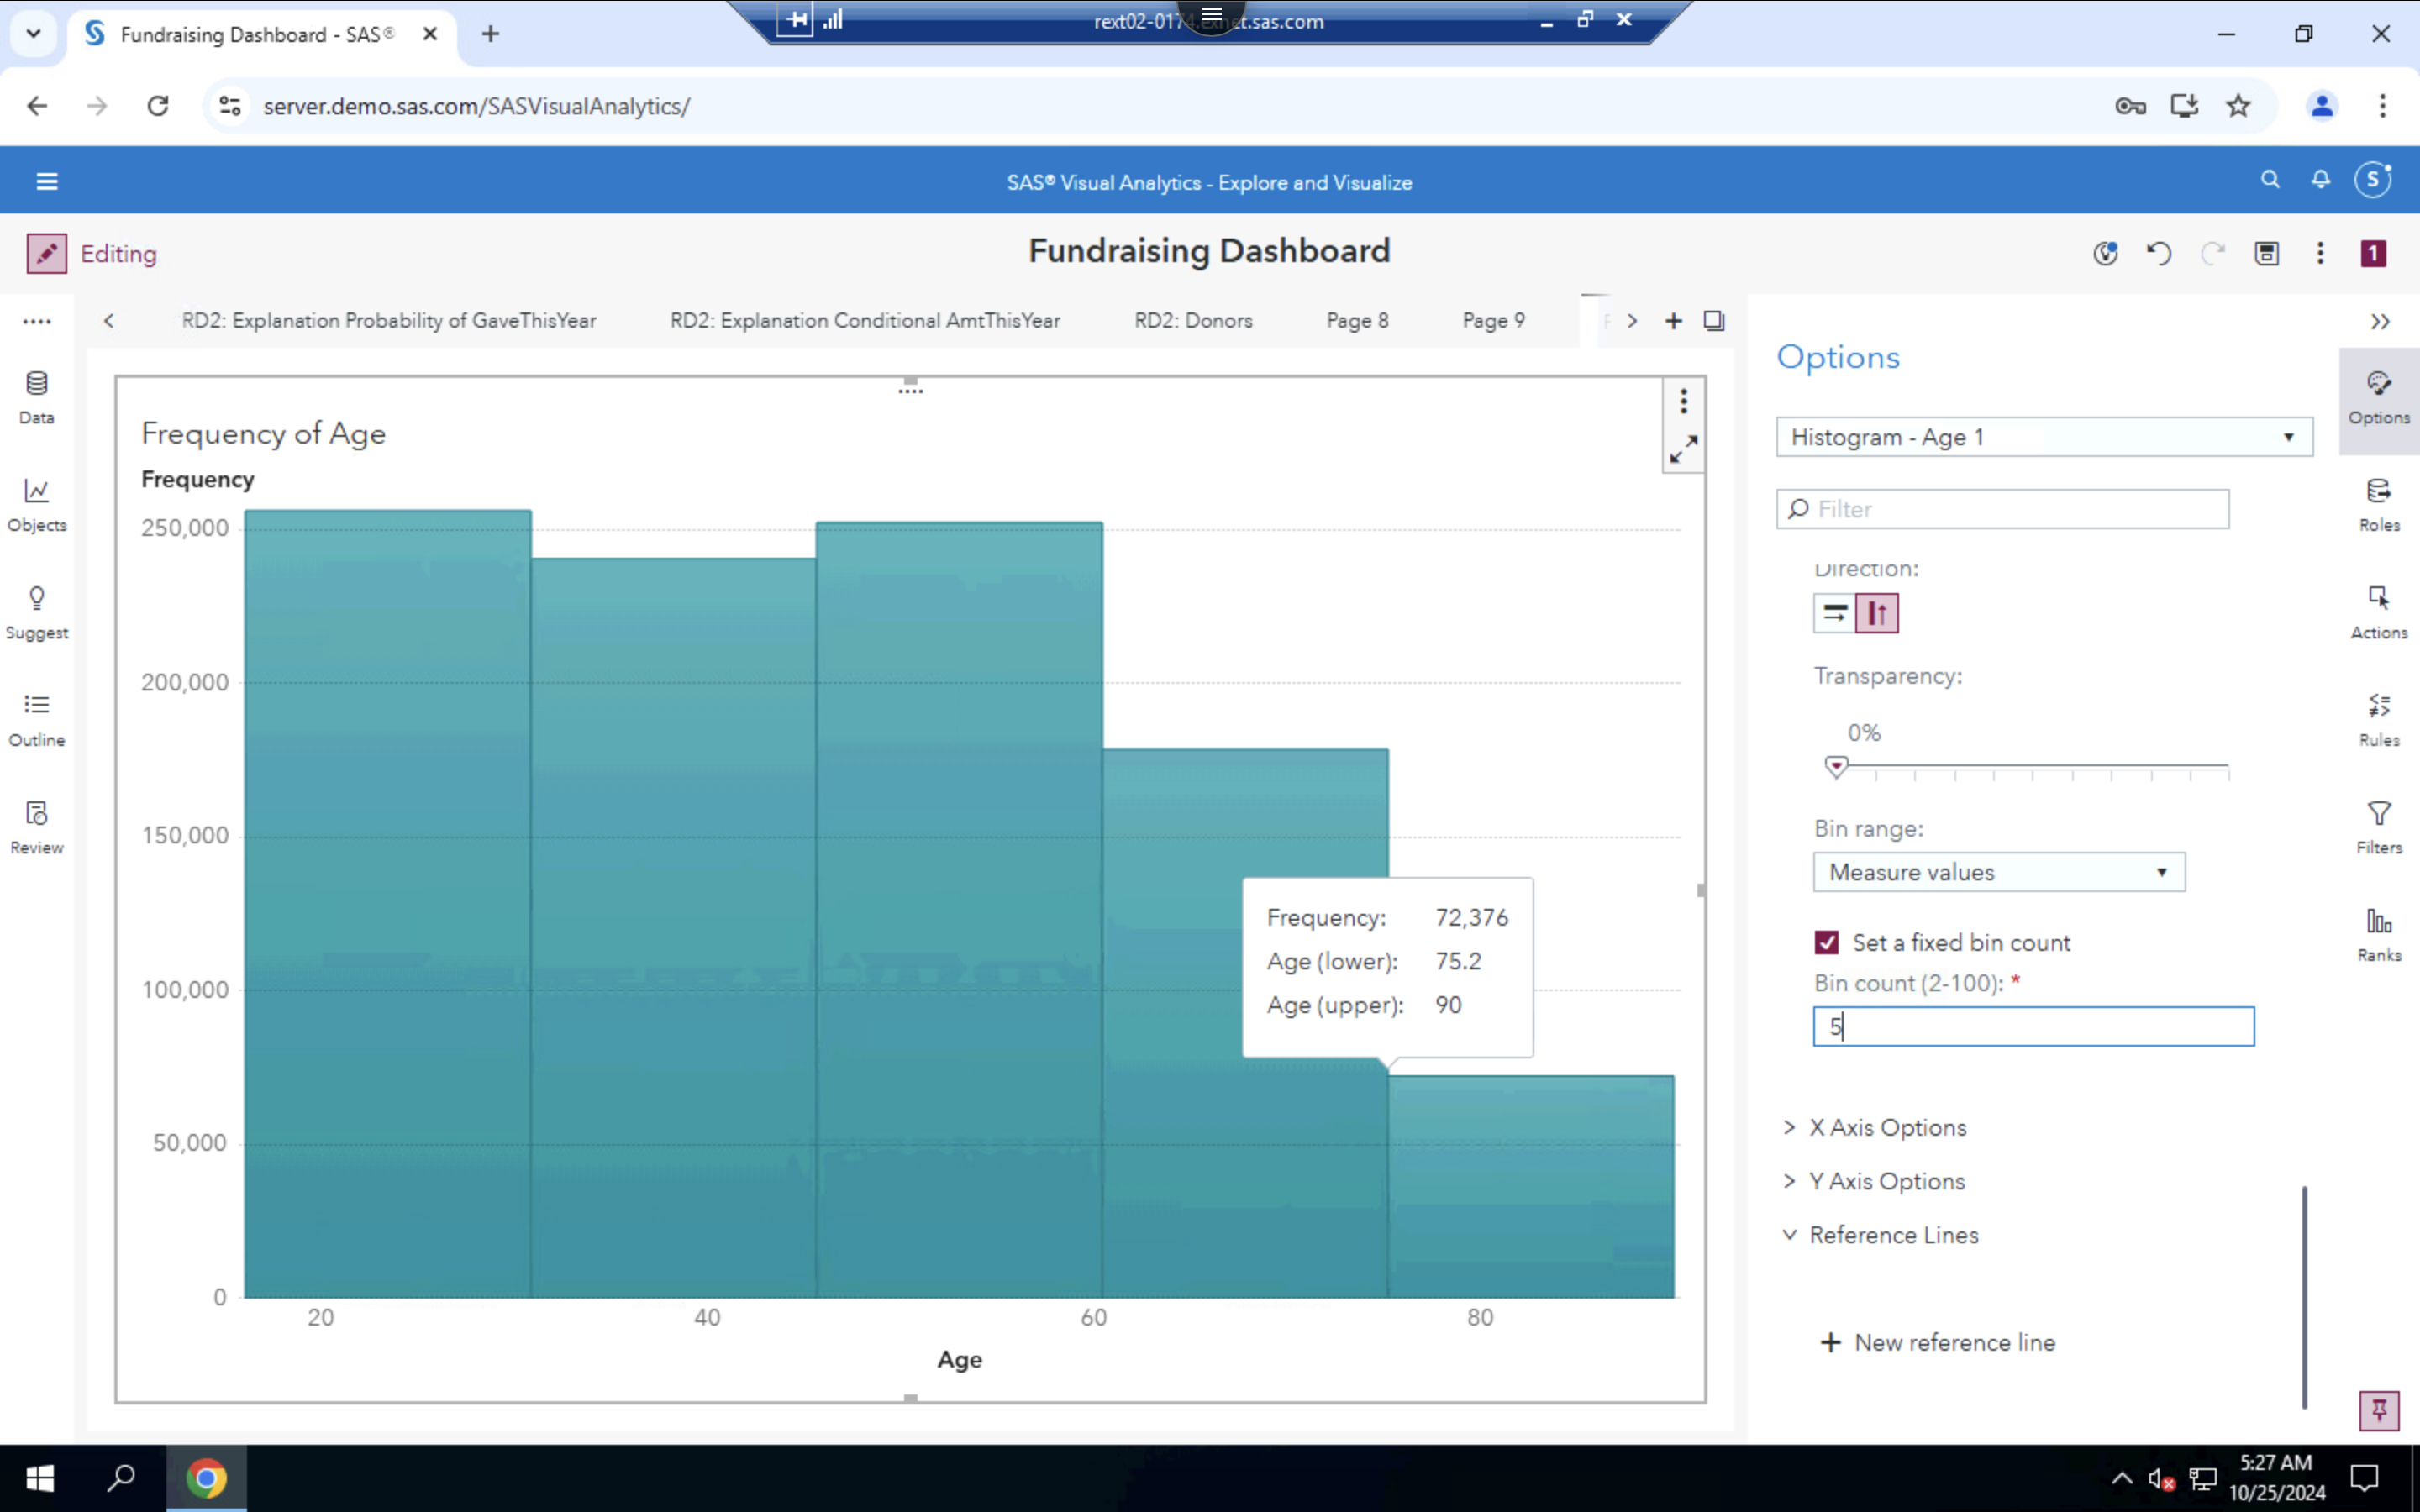 Fundraising Dashboard - SAS®
rext02-0174.exnet.sas.com
server.demo.sas.com/SASVisualAnalytics/
SAS® Visual Analytics - Explore and Visualize
S
Editing
Fundraising Dashboard
1
RD2: Explanation Probability of GaveThisYear
RD2: Explanation Conditional AmtThisYear
RD2: Donors
Page 8
Page 9
Data
Objects
Suggest
Outline
Review
Frequency of Age
Frequency
250,000
200,000
150,000
100,000
50,000
0
20
40
60
80
Age
Frequency: 72,376
Age (lower): 75.2
Age (upper): 90
Options
Histogram - Age 1
Filter
Direction:
Transparency:
0%
Bin range:
Measure values
Set a fixed bin count
Bin count (2-100): *
5
X Axis Options
Y Axis Options
Reference Lines
+ New reference line
Options
Roles
Actions
Rules
Filters
Ranks
5:27 AM
10/25/2024